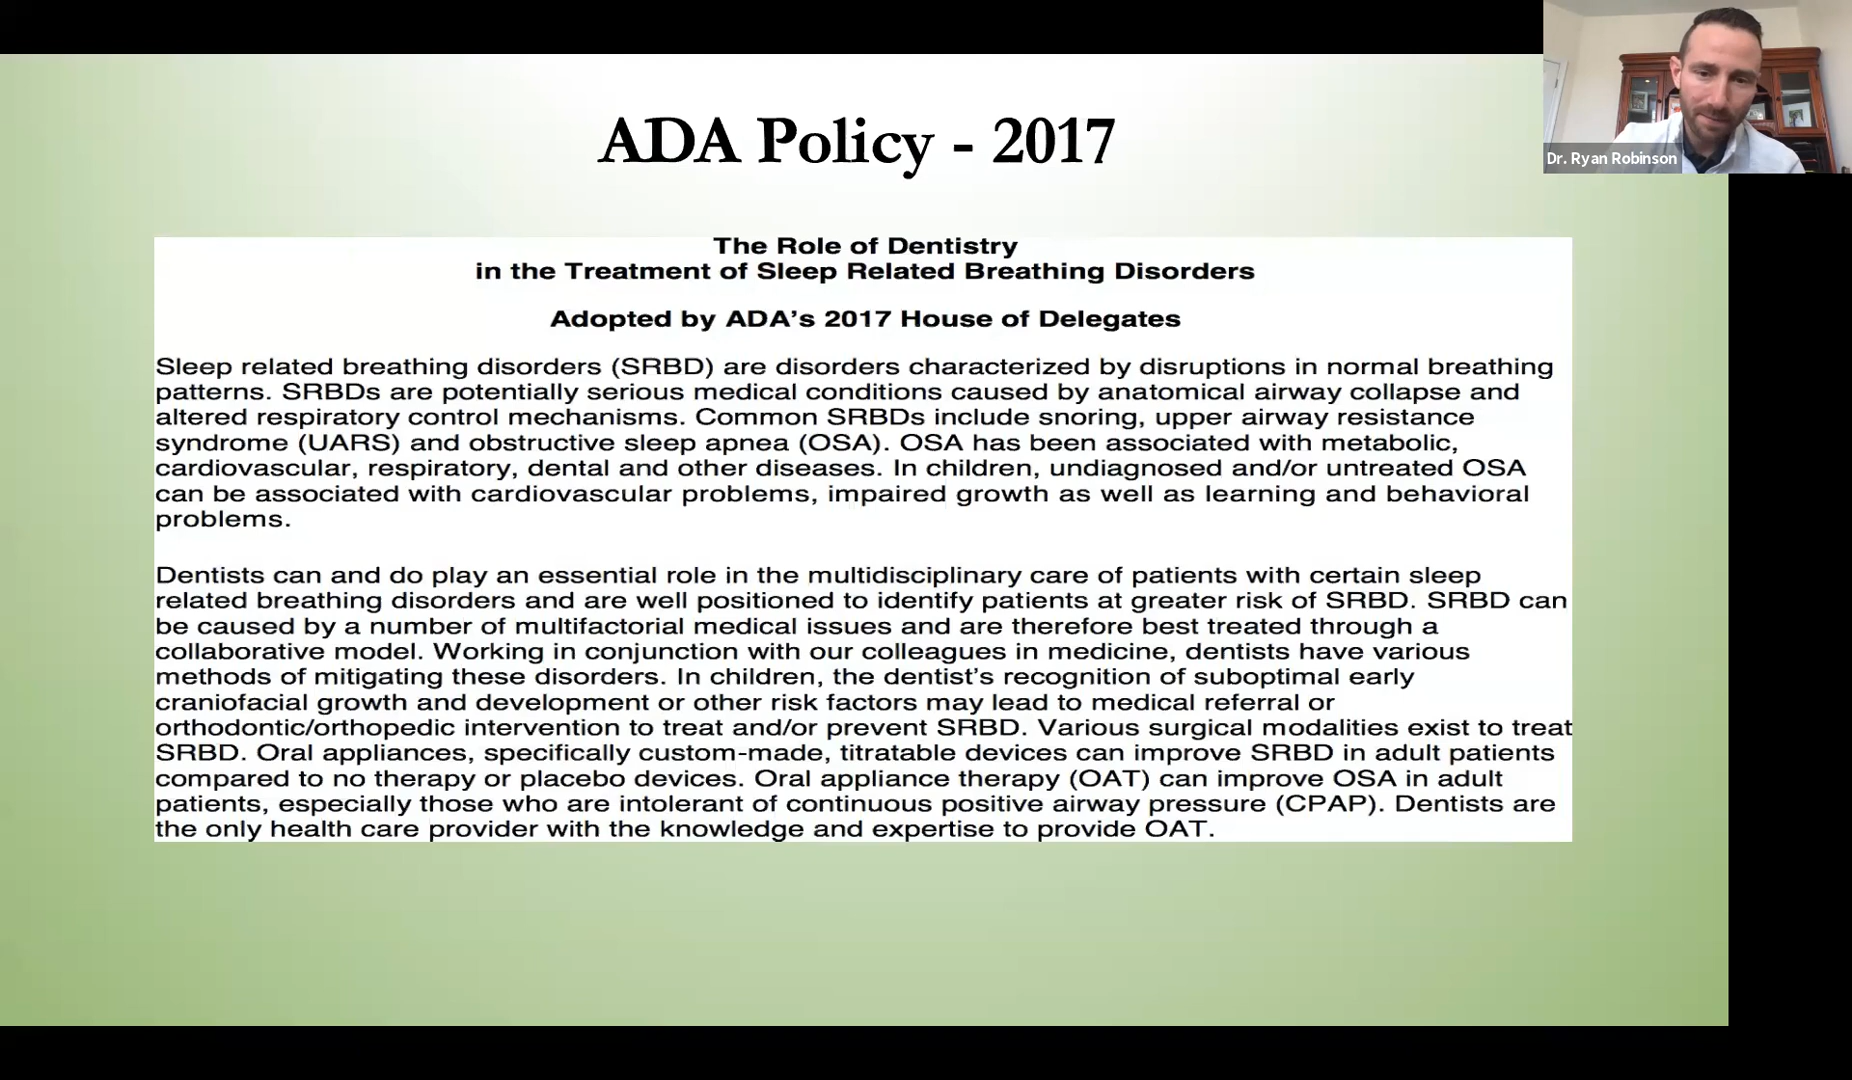 ADA Policy - 2017
Dr. Ryan Robinson
The Role of Dentistry
in the Treatment of Sleep Related Breathing Disorders
Adopted by ADA's 2017 House of Delegates
Sleep related breathing disorders (SRBD) are disorders characterized by disruptions in normal breathing
patterns. SRBDs are potentially serious medical conditions caused by anatomical airway collapse and
altered respiratory control mechanisms. Common SRBDs include snoring, upper airway resistance
syndrome (UARS) and obstructive sleep apnea (OSA). OSA has been associated with metabolic,
cardiovascular, respiratory, dental and other diseases. In children, undiagnosed and/or untreated OSA
can be associated with cardiovascular problems, impaired growth as well as learning and behavioral
problems.
Dentists can and do play an essential role in the multidisciplinary care of patients with certain sleep
related breathing disorders and are well positioned to identify patients at greater risk of SRBD. SRBD can
be caused by a number of multifactorial medical issues and are therefore best treated through a
collaborative model. Working in conjunction with our colleagues in medicine, dentists have various
methods of mitigating these disorders. In children, the dentist's recognition of suboptimal early
craniofacial growth and development or other risk factors may lead to medical referral or
orthodontic/orthopedic intervention to treat and/or prevent SRBD. Various surgical modalities exist to treat
SRBD. Oral appliances, specifically custom-made, titratable devices can improve SRBD in adult patients
compared to no therapy or placebo devices. Oral appliance therapy (OAT) can improve OSA in adult
patients, especially those who are intolerant of continuous positive airway pressure (CPAP). Dentists are
the only health care provider with the knowledge and expertise to provide OAT.